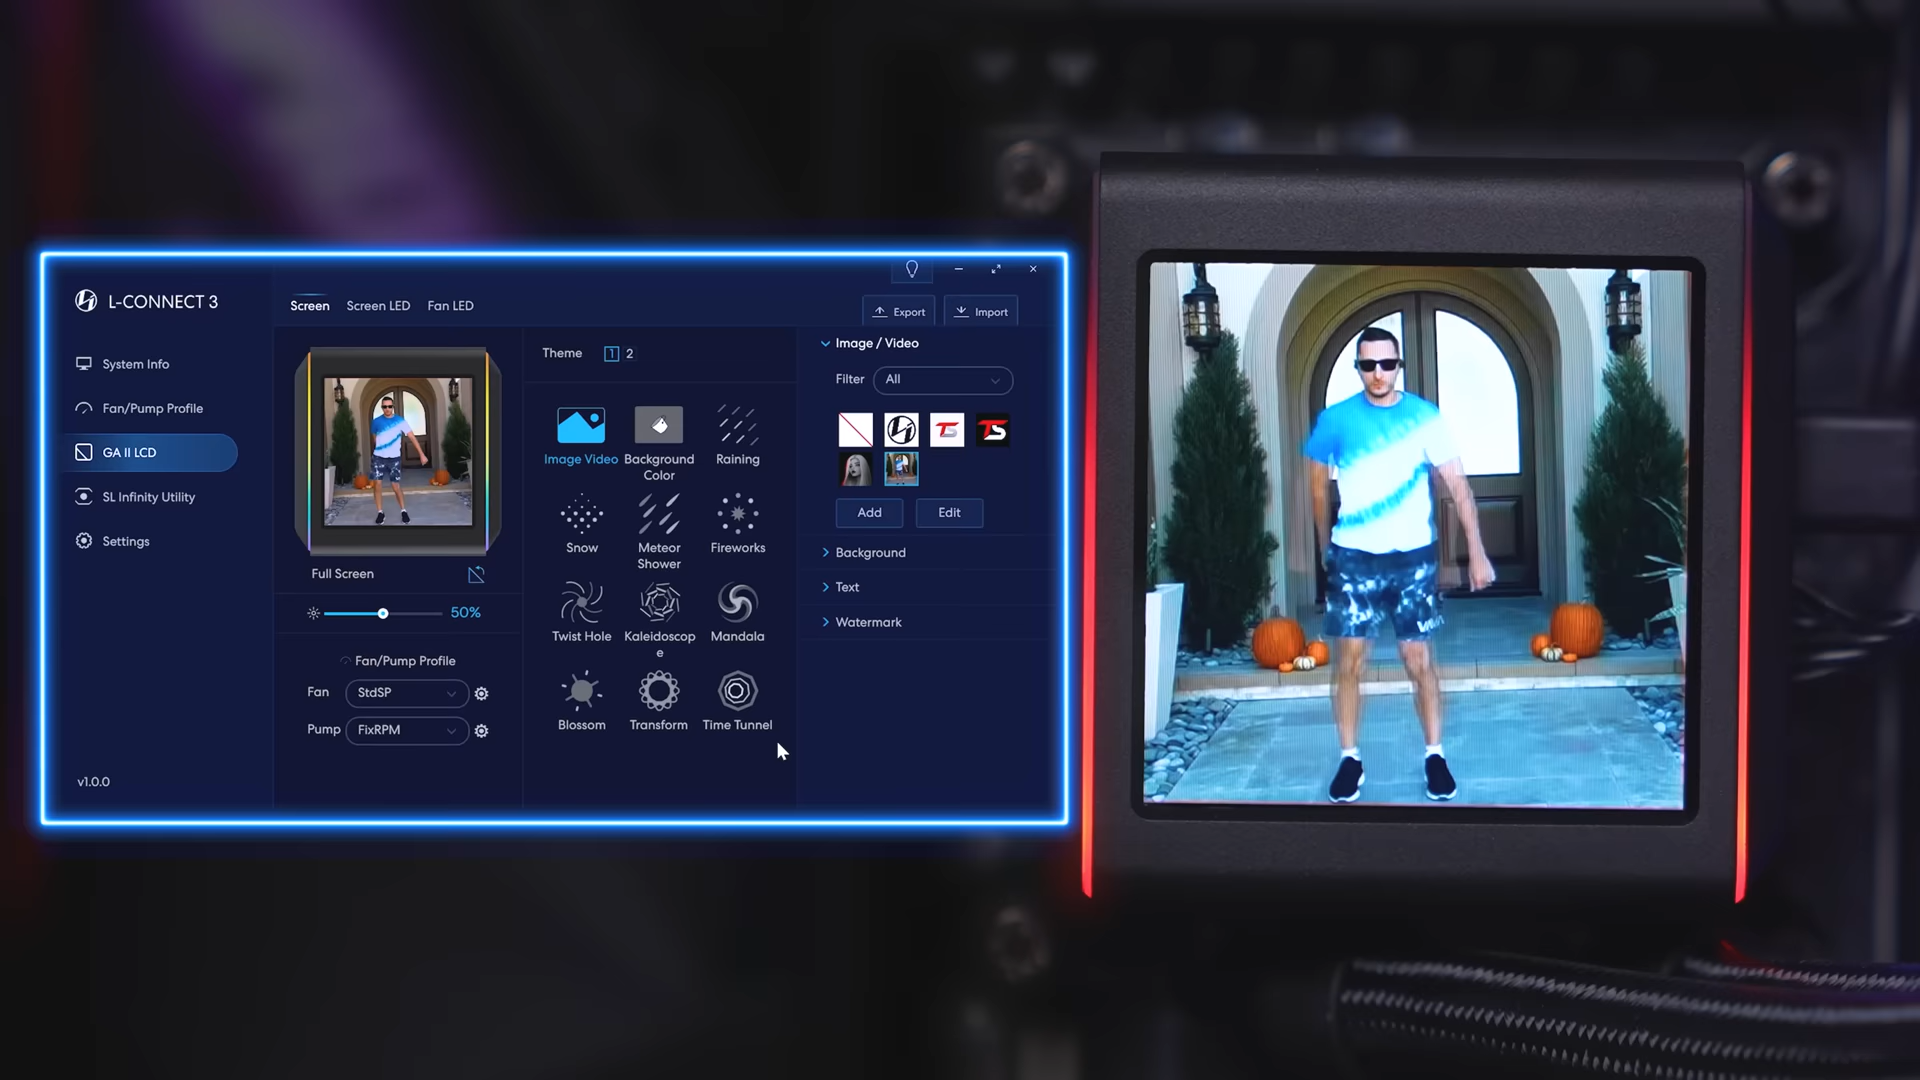 L-CONNECT 3
System Info
Fan/Pump Profile
GA II LCD
SL Infinity Utility
Settings
v1.0.0
Screen Screen LED Fan LED
Export Import
Full Screen
50%
Fan/Pump Profile
Fan StdSP
Pump FixRPM
Theme 1 2
Image Video
Background
Color
Raining
Snow
Meteor
Shower
Fireworks
Twist Hole
Kaleidoscop
e
Mandala
Blossom
Transform
Time Tunnel
Image / Video
Filter All
TS
TS
Add Edit
Background
Text
Watermark